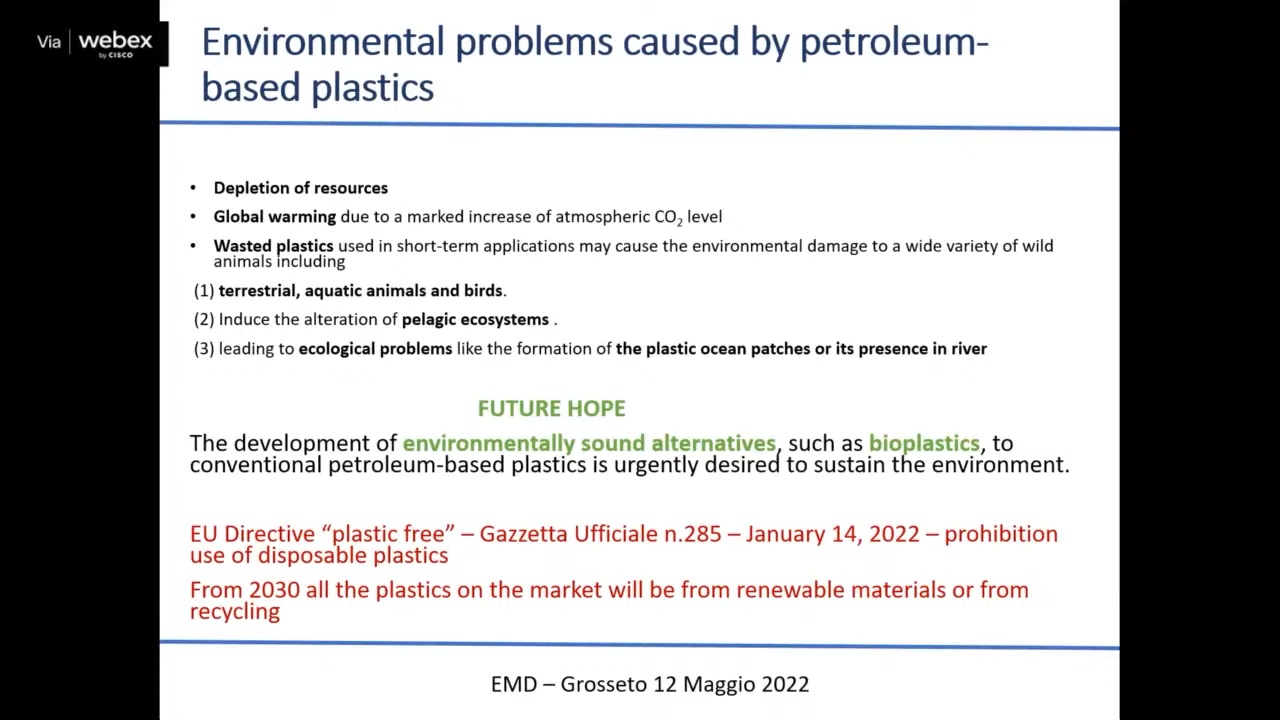 Via | webex
by CISCO
Environmental problems caused by petroleum-
based plastics
• Depletion of resources
• Global warming due to a marked increase of atmospheric CO₂ level
• Wasted plastics used in short-term applications may cause the environmental damage to a wide variety of wild
animals including
(1) terrestrial, aquatic animals and birds.
(2) Induce the alteration of pelagic ecosystems .
(3) leading to ecological problems like the formation of the plastic ocean patches or its presence in river
FUTURE HOPE
The development of environmentally sound alternatives, such as bioplastics, to
conventional petroleum-based plastics is urgently desired to sustain the environment.
EU Directive “plastic free” – Gazzetta Ufficiale n.285 – January 14, 2022 – prohibition
use of disposable plastics
From 2030 all the plastics on the market will be from renewable materials or from
recycling
EMD – Grosseto 12 Maggio 2022